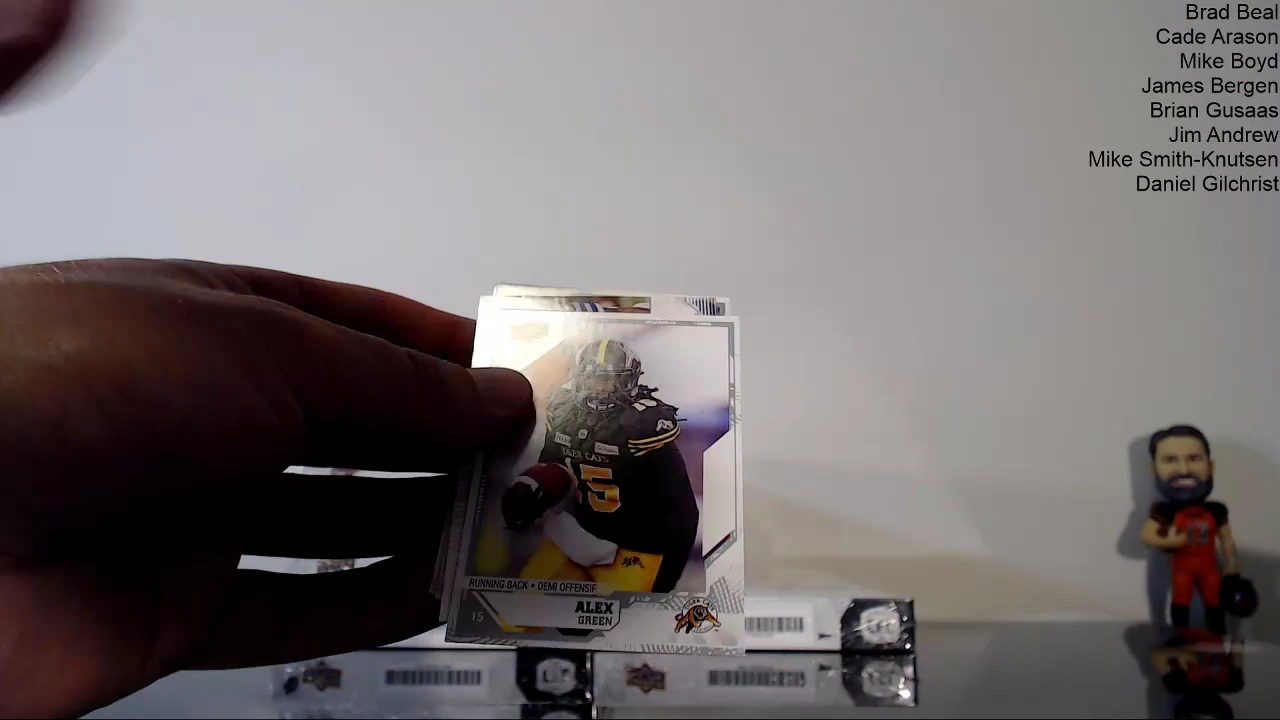 Brad Beal
Cade Arason
Mike Boyd
James Bergen
Brian Gusaas
Jim Andrew
Mike Smith-Knutsen
Daniel Gilchrist
TIGER CATS
15
RUNNING BACK • DEMI OFFENSIF
15
ALEX
GREEN